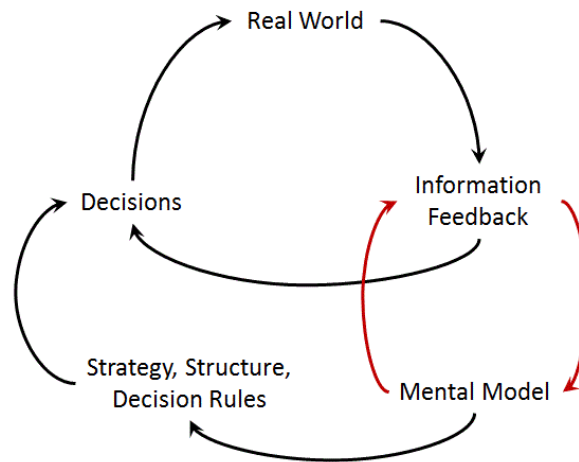 Real World
Information
Feedback
Decisions
Strategy, Structure,
Decision Rules
Mental Model